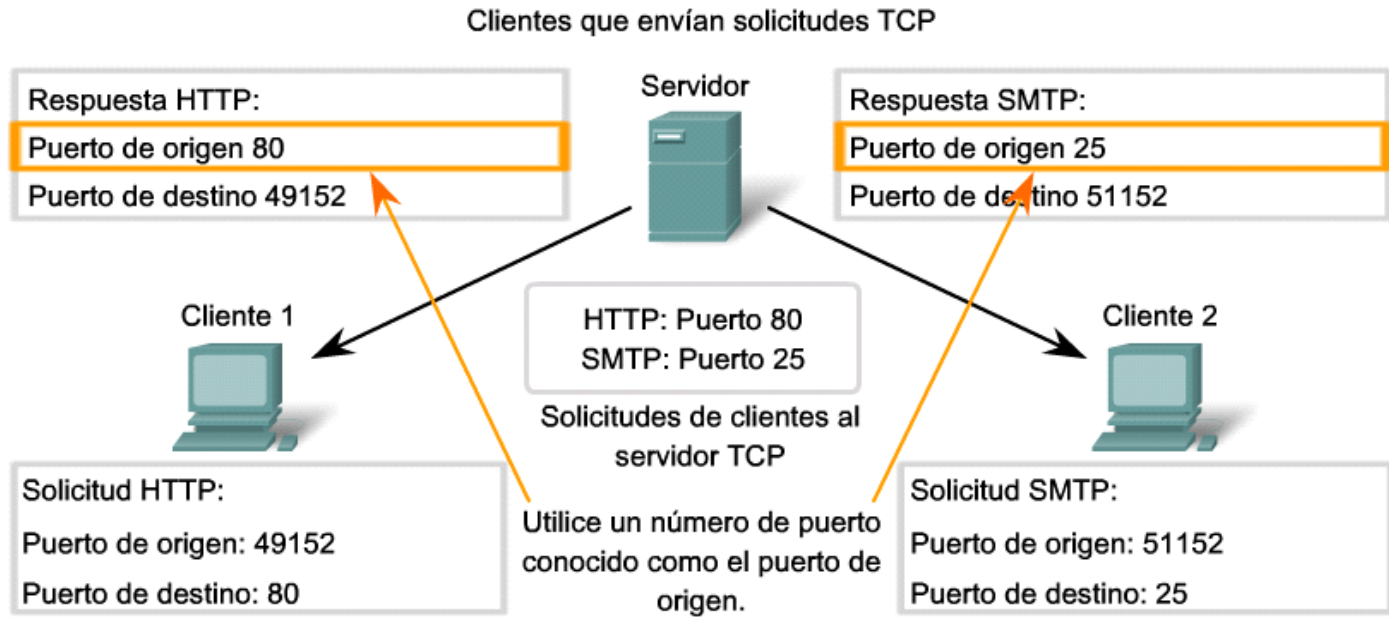 Clientes que envían solicitudes TCP
Respuesta HTTP:
Puerto de origen 80
Puerto de destino 49152
Servidor
Respuesta SMTP:
Puerto de origen 25
Puerto de destino 51152
Cliente 1
HTTP: Puerto 80
SMTP: Puerto 25
Cliente 2
Solicitudes de clientes al
servidor TCP
Solicitud HTTP:
Puerto de origen: 49152
Puerto de destino: 80
Utilice un número de puerto
conocido como el puerto de
origen.
Solicitud SMTP:
Puerto de origen: 51152
Puerto de destino: 25